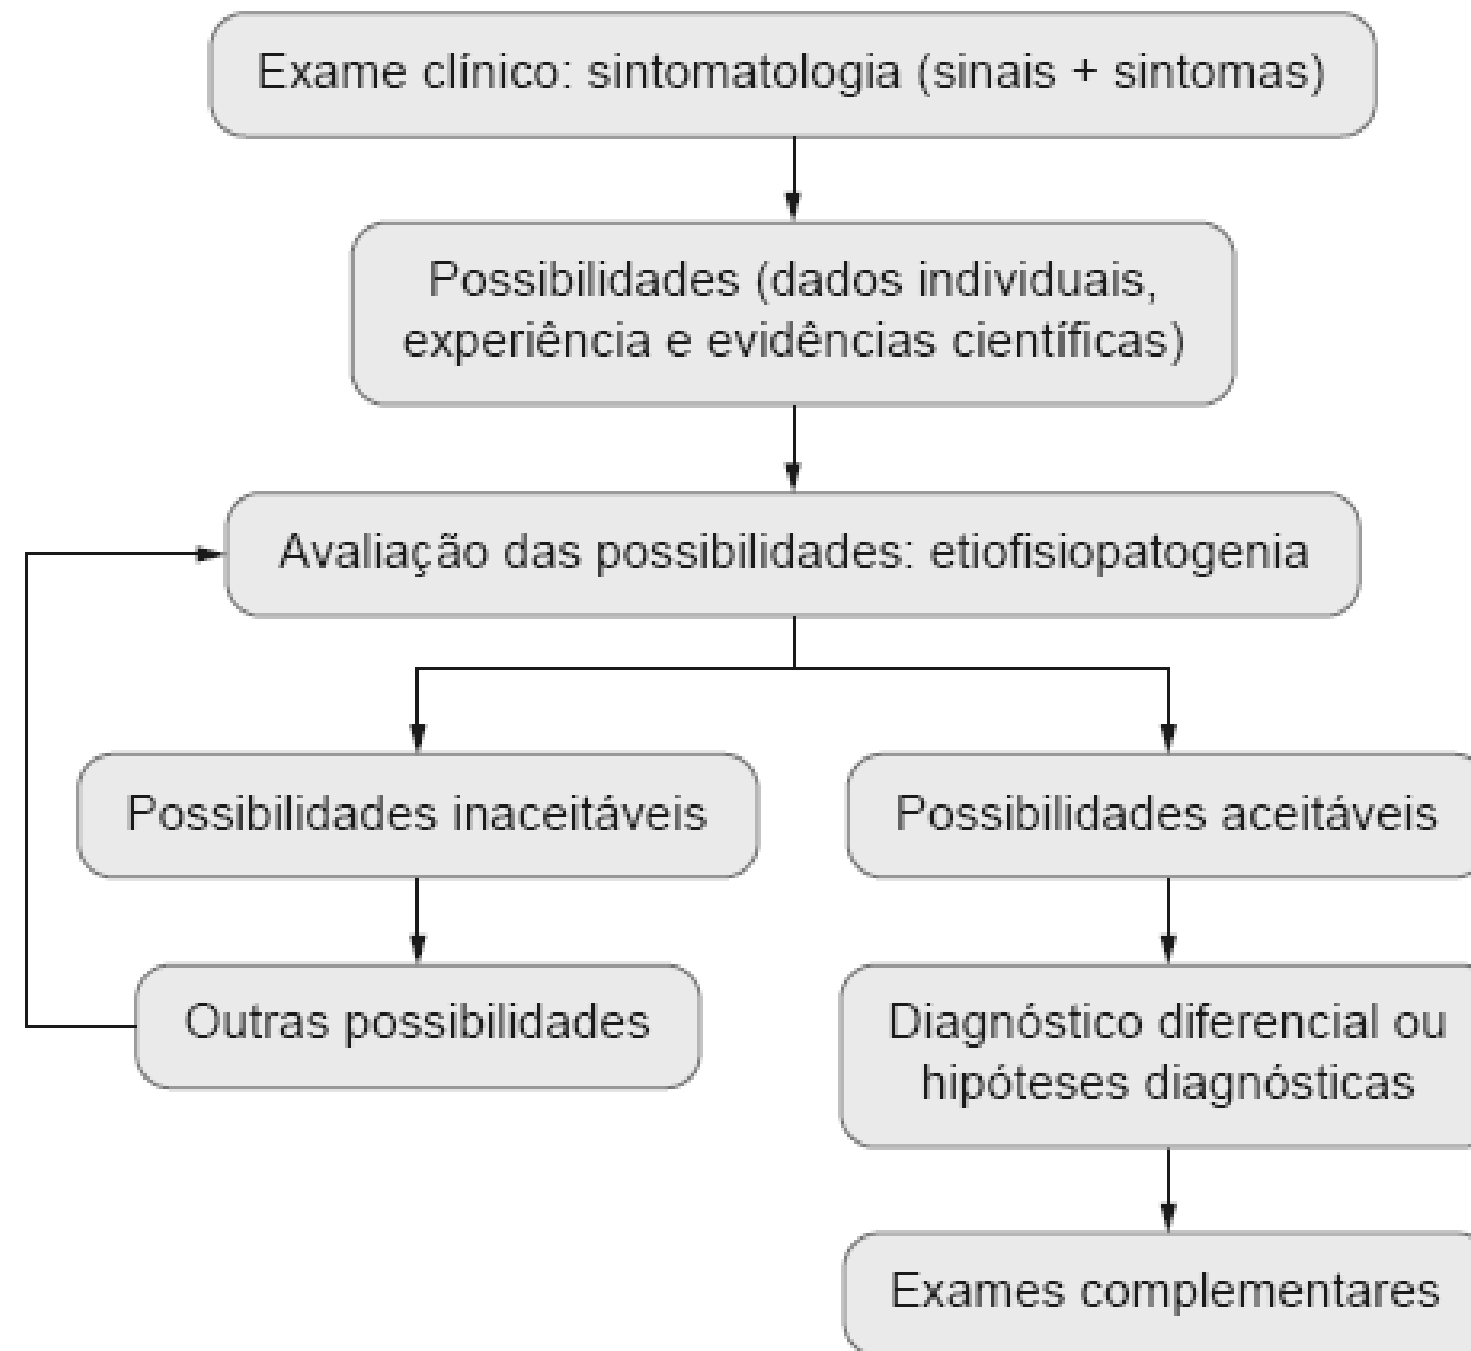 Exame clínico: sintomatologia (sinais + sintomas)
Possibilidades (dados individuais,
experiência e evidências científicas)
Avaliação das possibilidades: etiofisiopatogenia
Possibilidades inaceitáveis
Possibilidades aceitáveis
Outras possibilidades
Diagnóstico diferencial ou
hipóteses diagnósticas
Exames complementares